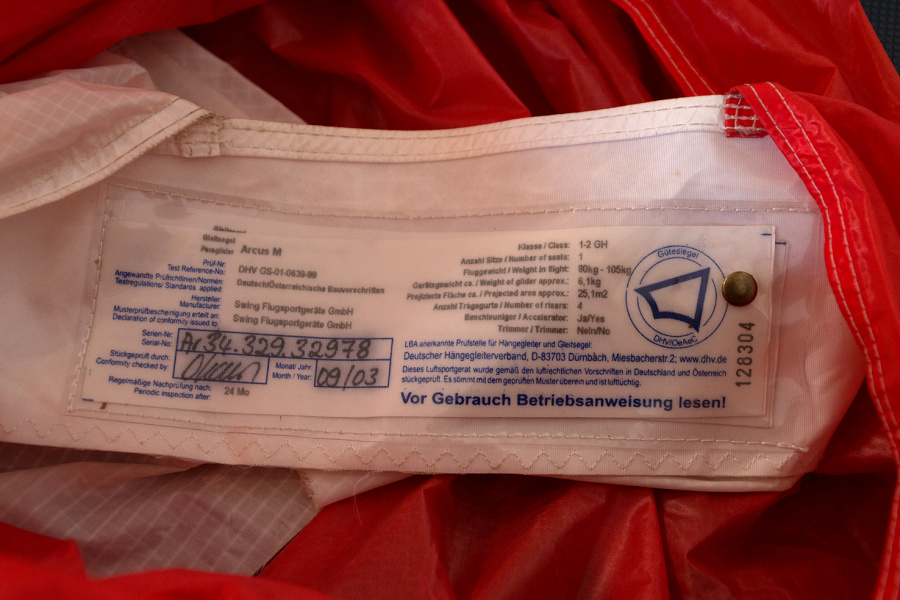 Gleitsegel
Gleitsegel
Paraglider Arcus M
Prüf-Nr:
Test Reference-No: DHV GS-01-0639-99
Angewandte Prüfrichtlinien/Normen: Deutsch/Österreichische Bauverschriften
Testregulations/ Standards applied:
Hersteller: Swing Flugsportgeräte GmbH
Manufacturer:
Musterprüfbescheinigung erteilt an: Swing Flugsportgeräte GmbH
Declaration of conformity issued to:
Serien-Nr: Ar.34.329.32978
Serial-No:
Stückgeprüft durch: Monat/ Jahr: 09/03
Conformity checked by: Month / Year:
Regelmäßige Nachprüfung nach: 24 Mo
Periodic inspection after:
Klasse / Class: 1-2 GH
Anzahl Sitze / Number of seats: 1
Fluggewicht / Weight in flight: 80kg - 105kg
Gerätegewicht ca. / Weight of glider approx.: 6,1kg
Projizierte Fläche ca. / Projected area approx.: 25,1m2
Anzahl Tragegurte / Number of risers: 4
Beschleuniger / Accelerator: Ja/Yes
Trimmer / Trimmer: Nein/No
LBA anerkannte Prüfstelle für Hängegleiter und Gleitsegel:
Deutscher Hängegleiterverband, D-83703 Dürnbach, Miesbacherstr.2; www.dhv.de
Dieses Luftsportgerät wurde gemäß den luftrechtlichen Vorschriften in Deutschland und Österreich
stückgeprüft. Es stimmt mit dem geprüften Muster überein und ist lufttüchtig.
Vor Gebrauch Betriebsanweisung lesen!
Gütesiegel
DHV/OeAeC
128304